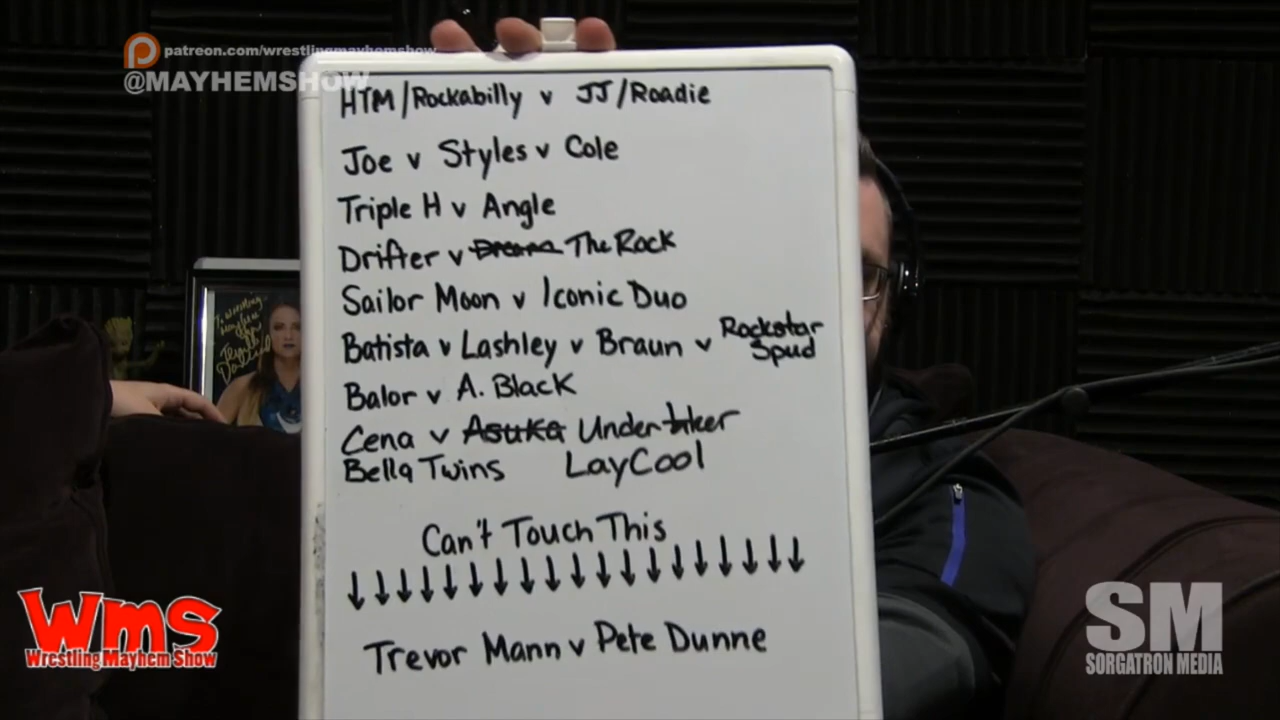 patreon.com/wrestlingmayhemshow
@MAYHEMSHOW
HTM/Rockabilly v JJ/Roadie
Joe v Styles v Cole
Triple H v Angle
Drifter v Dream The Rock
Sailor Moon v Iconic Duo
Batista v Lashley v Braun v Rockstar Spud
Balor v A. Black
Cena v Asuka Undertaker
Bella Twins LayCool
Can't Touch This
↓↓↓↓↓↓↓↓↓↓↓↓↓↓↓↓↓↓
Trevor Mann v Pete Dunne
WMS
Wrestling Mayhem Show
SM
SORGATRON MEDIA